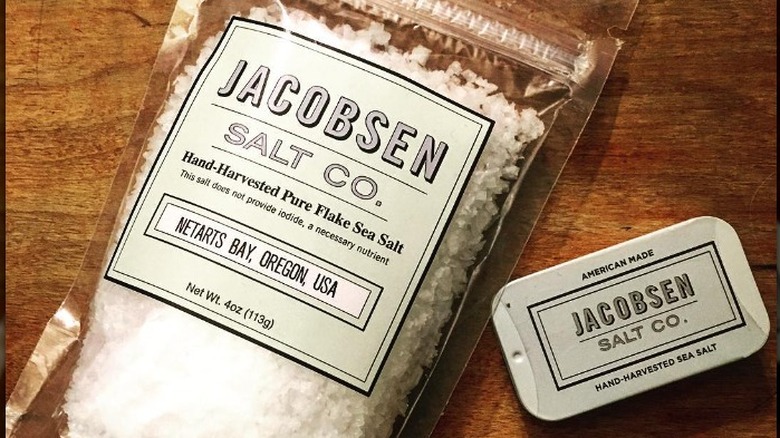 JACOBSEN
SALT CO.
Hand-Harvested Pure Flake Sea Salt
This salt does not provide iodide, a necessary nutrient
NETARTS BAY, OREGON, USA
Net Wt. 4oz (113g)
AMERICAN MADE
JACOBSEN
SALT CO.
HAND-HARVESTED SEA SALT